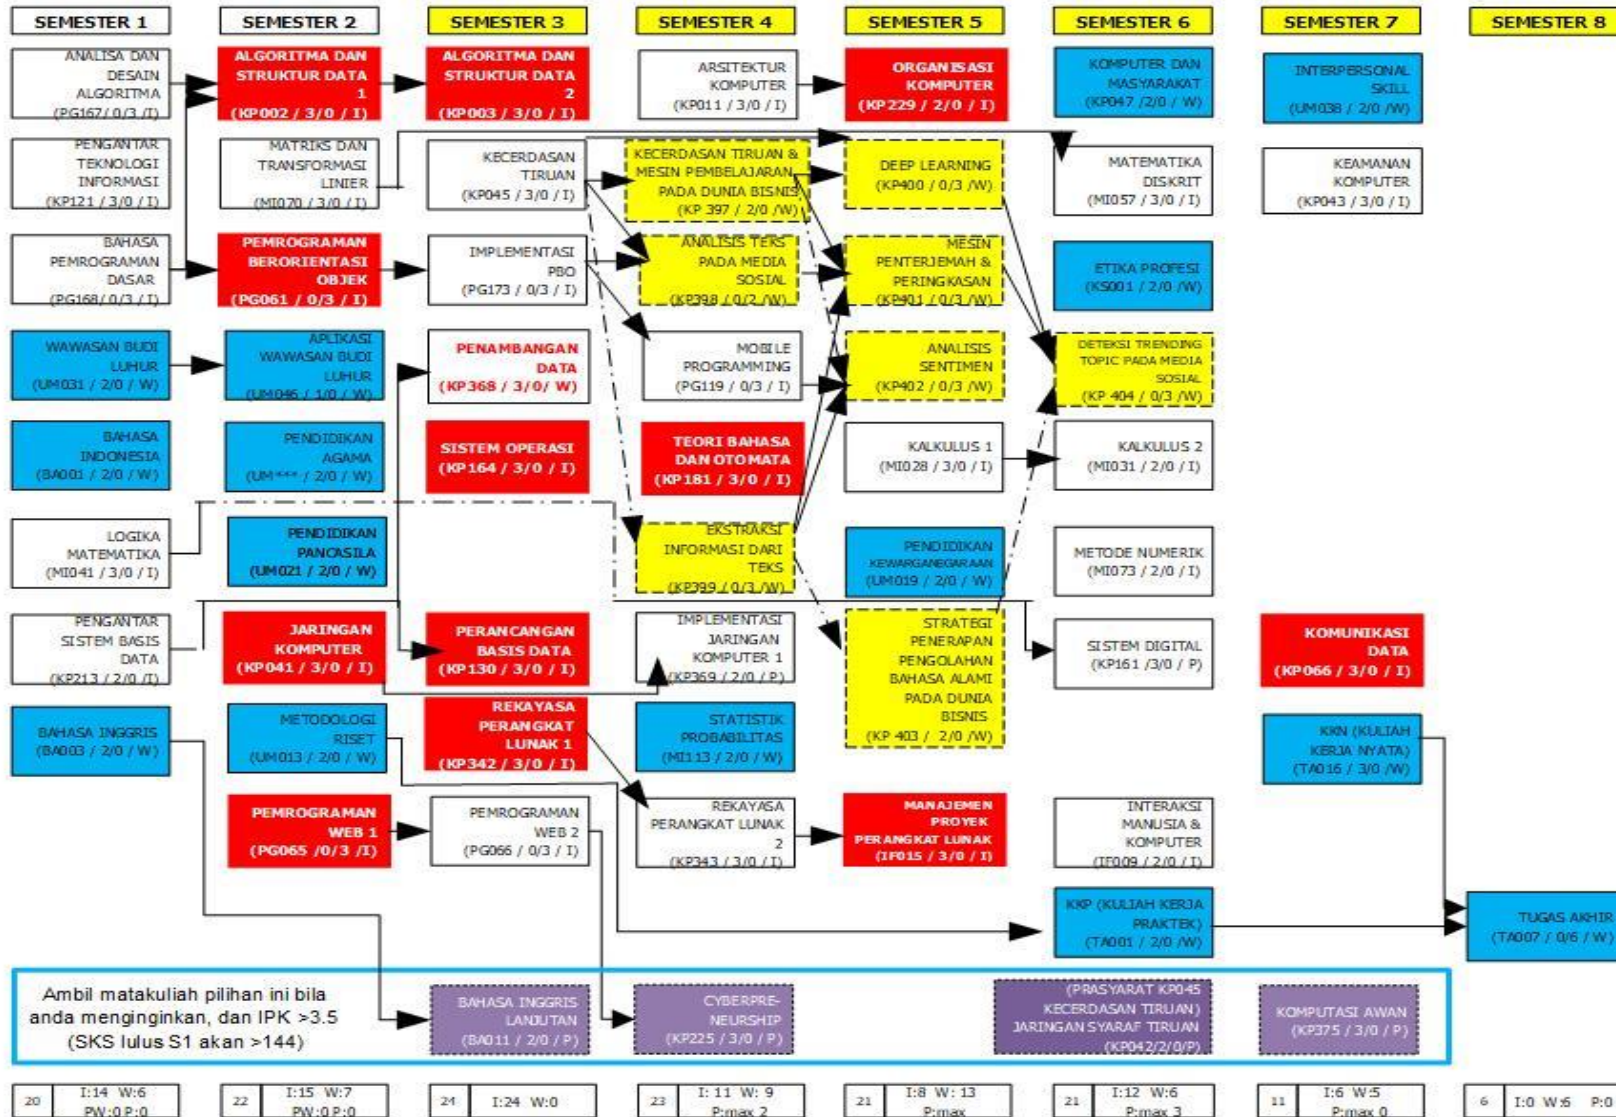 SEMESTER 1
SEMESTER 2
SEMESTER 3
SEMESTER 4
SEMESTER 5
SEMESTER 6
SEMESTER 7
SEMESTER 8
ANALISA DAN
DESAIN
ALGORITMA
(PG167/ 0/3 /I)
ALGORITMA DAN
STRUKTUR DATA
1
(KP002 / 3/0 / I)
ALGORITMA DAN
STRUKTUR DATA
2
(KP003 / 3/0 / I)
ARSITEKTUR
KOMPUTER
(KP011 / 3/0 / I)
ORGANISASI
KOMPUTER
(KP229 / 2/0 / I)
KOMPUTER DAN
MASYARAKAT
(KP047 /2/0 / W)
INTERPERSONAL
SKILL
(UM038 / 2/0 /W)
PENGANTAR
TEKNOLOGI
INFORMASI
(KP121 / 3/0 / I)
MATRIKS DAN
TRANSFORMASI
LINIER
(MI070 / 3/0 / I)
KECERDASAN
TIRUAN
(KP045 / 3/0 / I)
KECERDASAN TIRUAN &
MESIN PEMBELAJARAN
PADA DUNIA BISNIS
(KP 397 / 2/0 /W)
DEEP LEARNING
(KP400 / 0/3 /W)
MATEMATIKA
DISKRIT
(MI057 / 3/0 / I)
KEAMANAN
KOMPUTER
(KP043 / 3/0 / I)
BAHASA
PEMROGRAMAN
DASAR
(PG168/ 0/3 / I)
PEMROGRAMAN
BERORIENTASI
OBJEK
(PG061 / 0/3 / I)
IMPLEMENTASI
PBO
(PG173 / 0/3 / I)
ANALISIS TEKS
PADA MEDIA
SOSIAL
(KP398 / 0/2 /W)
MESIN
PENTERJEMAH &
PERINGKASAN
(KP401 / 0/3 /W)
ETIKA PROFESI
(KS001 / 2/0 /W)
WAWASAN BUDI
LUHUR
(UM031 / 2/0 / W)
APLIKASI
WAWASAN BUDI
LUHUR
(UM046 / 1/0 / W)
PENAMBANGAN
DATA
(KP368 / 3/0/ W)
MOBILE
PROGRAMMING
(PG119 / 0/3 / I)
ANALISIS
SENTIMEN
(KP402 / 0/3 /W)
DETEKSI TRENDING
TOPIC PADA MEDIA
SOSIAL
(KP 404 / 0/3 /W)
BAHASA
INDONESIA
(BA001 / 2/0 / W)
PENDIDIKAN
AGAMA
(UM*** / 2/0 / W)
SISTEM OPERASI
(KP164 / 3/0 / I)
TEORI BAHASA
DAN OTOMATA
(KP181 / 3/0 / I)
KALKULUS 1
(MI028 / 3/0 / I)
KALKULUS 2
(MI031 / 2/0 / I)
LOGIKA
MATEMATIKA
(MI041 / 3/0 / I)
PENDIDIKAN
PANCASILA
(UM021 / 2/0 / W)
EKSTRAKSI
INFORMASI DARI
TEKS
(KP399 / 0/3 /W)
PENDIDIKAN
KEWARGANEGARAAN
(UM019 / 2/0 / W)
METODE NUMERIK
(MI073 / 2/0 / I)
PENGANTAR
SISTEM BASIS
DATA
(KP213 / 2/0 /I)
JARINGAN
KOMPUTER
(KP041 / 3/0 / I)
PERANCANGAN
BASIS DATA
(KP130 / 3/0 / I)
IMPLEMENTASI
JARINGAN
KOMPUTER 1
(KP369 / 2/0 / P)
STRATEGI
PENERAPAN
PENGOLAHAN
BAHASA ALAMI
PADA DUNIA
BISNIS
(KP 403 / 2/0 /W)
SISTEM DIGITAL
(KP161 /3/0 / P)
KOMUNIKASI
DATA
(KP066 / 3/0 / I)
BAHASA INGGRIS
(BA003 / 2/0 / W)
METODOLOGI
RISET
(UM013 / 2/0 / W)
REKAYASA
PERANGKAT
LUNAK 1
(KP342 / 3/0 / I)
STATISTIK
PROBABILITAS
(MI113 / 2/0 / W)
KKN (KULIAH
KERJA NYATA)
(TA016 / 3/0 /W)
PEMROGRAMAN
WEB 1
(PG065 /0/3 /I)
PEMROGRAMAN
WEB 2
(PG066 / 0/3 / I)
REKAYASA
PERANGKAT LUNAK
2
(KP343 / 3/0 / I)
MANAJEMEN
PROYEK
PERANGKAT LUNAK
(IF015 / 3/0 / I)
INTERAKSI
MANUSIA &
KOMPUTER
(IF009 / 2/0 / I)
KKP (KULIAH KERJA
PRAKTEK)
(TA001 / 2/0 /W)
TUGAS AKHIR
(TA007 / 0/6 / W)
Ambil matakuliah pilihan ini bila
anda menginginkan, dan IPK >3.5
(SKS lulus S1 akan >144)
BAHASA INGGRIS
LANJUTAN
(BA011 / 2/0 / P)
CYBERPRE-
NEURSHIP
(KP225 / 3/0 / P)
(PRASYARAT KP045
KECERDASAN TIRUAN)
JARINGAN SYARAF TIRUAN
(KP042/2/0/P)
KOMPUTASI AWAN
(KP375 / 3/0 / P)
20
I:14 W:6
PW:0 P:0
22
I:15 W:7
PW:0 P:0
24
I:24 W:0
23
I: 11 W: 9
P:max 2
21
I:8 W: 13
P:max
21
I:12 W:6
P:max 3
11
I:6 W:5
P:max 0
6
I:0 W:6 P:0